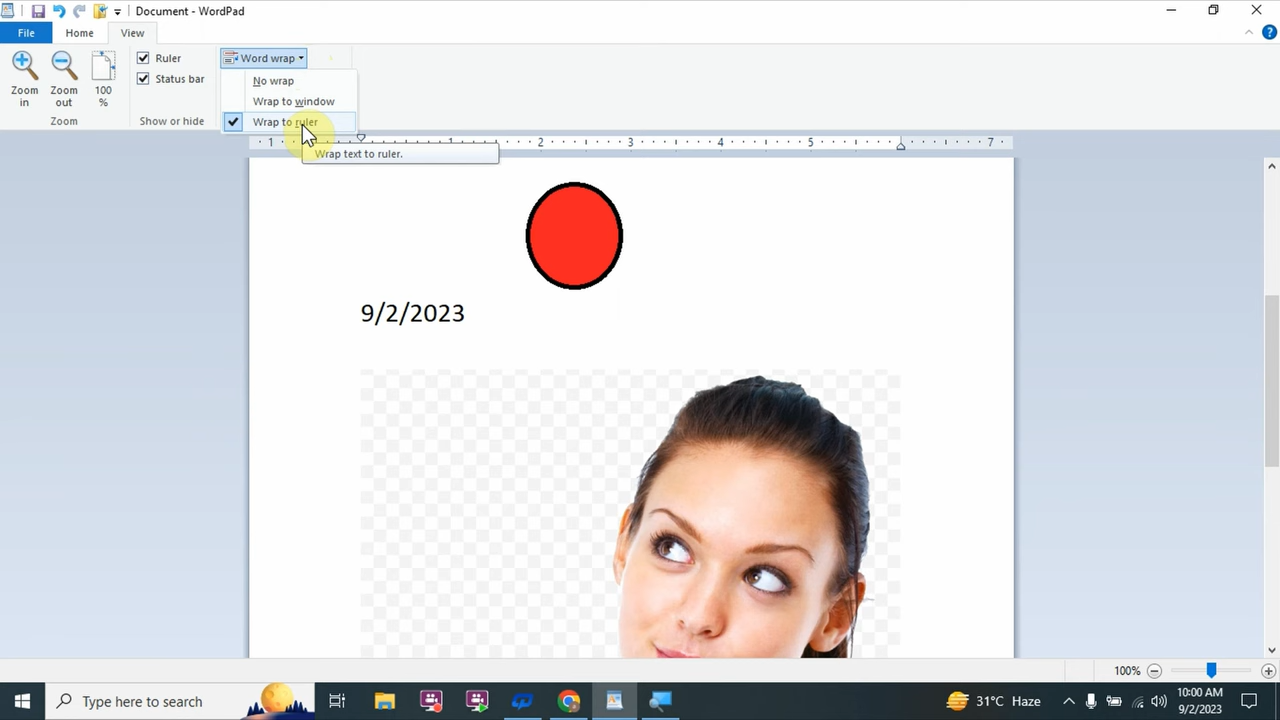 Document - WordPad
File Home View
Zoom in
Zoom out
100 %
Zoom
Ruler
Status bar
Show or hide
Word wrap
No wrap
Wrap to window
Wrap to ruler
Wrap text to ruler.
1 1 2 3 4 5 7
9/2/2023
100%
Type here to search
31°C Haze
10:00 AM
9/2/2023